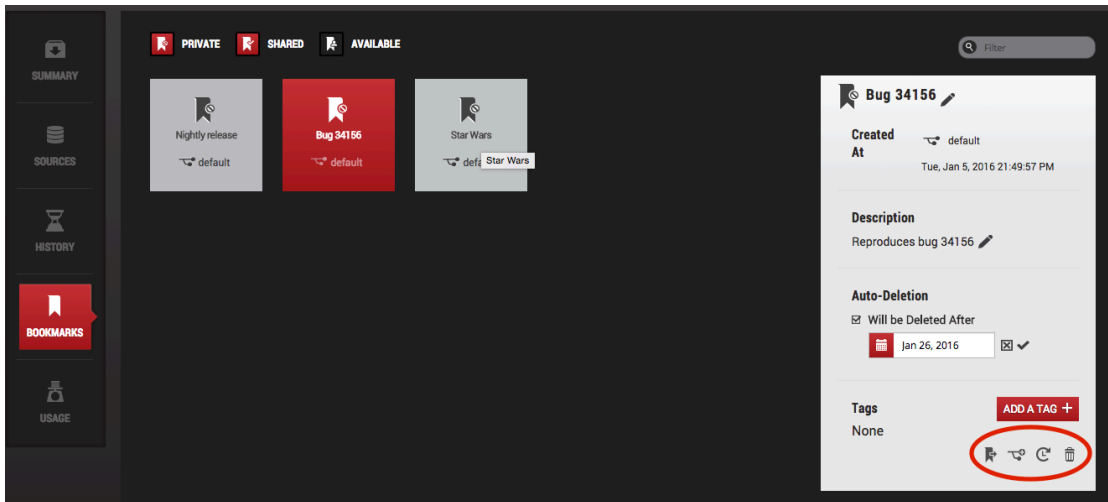 PRIVATE SHARED AVAILABLE
Filter
SUMMARY
SOURCES
HISTORY
BOOKMARKS
USAGE
Nightly release
default
Bug 34156
default
Star Wars
defa
Star Wars
Bug 34156
Created At
default
Tue, Jan 5, 2016 21:49:57 PM
Description
Reproduces bug 34156
Auto-Deletion
Will be Deleted After
Jan 26, 2016
Tags
ADD A TAG +
None